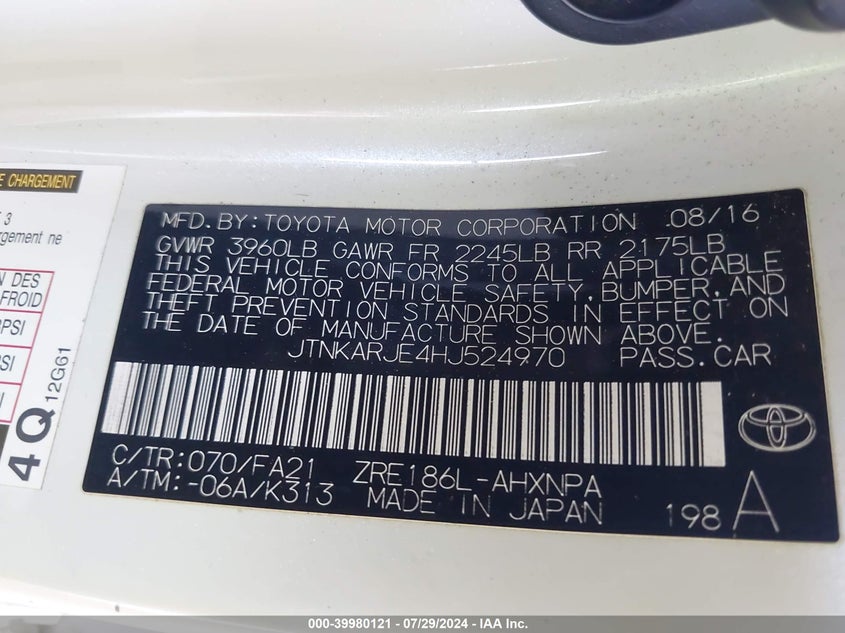 E CHARGEMENT
3
rgement ne
N DES
FROID
PSI
SI
I
4Q
12G61
MFD.BY:TOYOTA MOTOR CORPORATION 08/16
GVWR 3960LB GAWR FR 2245LB RR 2175LB
THIS VEHICLE CONFORMS TO ALL APPLICABLE
FEDERAL MOTOR VEHICLE SAFETY,BUMPER,AND
THEFT PREVENTION STANDARDS IN EFFECT ON
THE DATE OF MANUFACTURE SHOWN ABOVE.
JTNKARJE4HJ524970 PASS.CAR
C/TR:070/FA21 ZRE186L-AHXNPA
A/TM:-06A/K313 MADE IN JAPAN 198 A
000-39980121 - 07/29/2024 - IAA Inc.